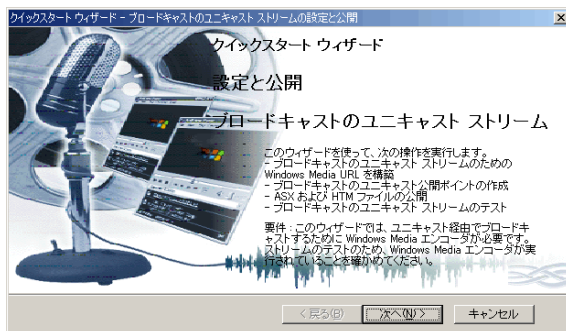 クイックスタート ウィザード - ブロードキャストのユニキャスト ストリームの設定と公開
クイックスタート ウィザード
設定と公開
ブロードキャストのユニキャスト ストリーム
このウィザードを使って、次の操作を実行します。
- ブロードキャストのユニキャスト ストリームのための
Windows Media URL を構築
- ブロードキャストのユニキャスト公開ポイントの作成
- ASX および HTM ファイルの公開
- ブロードキャストのユニキャスト ストリームのテスト
要件 : このウィザードでは、ユニキャスト経由でブロードキ
ャストするために Windows Media エンコーダが必要です。
ストリームのテストのため、Windows Media エンコーダが実
行されていることを確かめてください。
< 戻る(B)
次へ(N) >
キャンセル